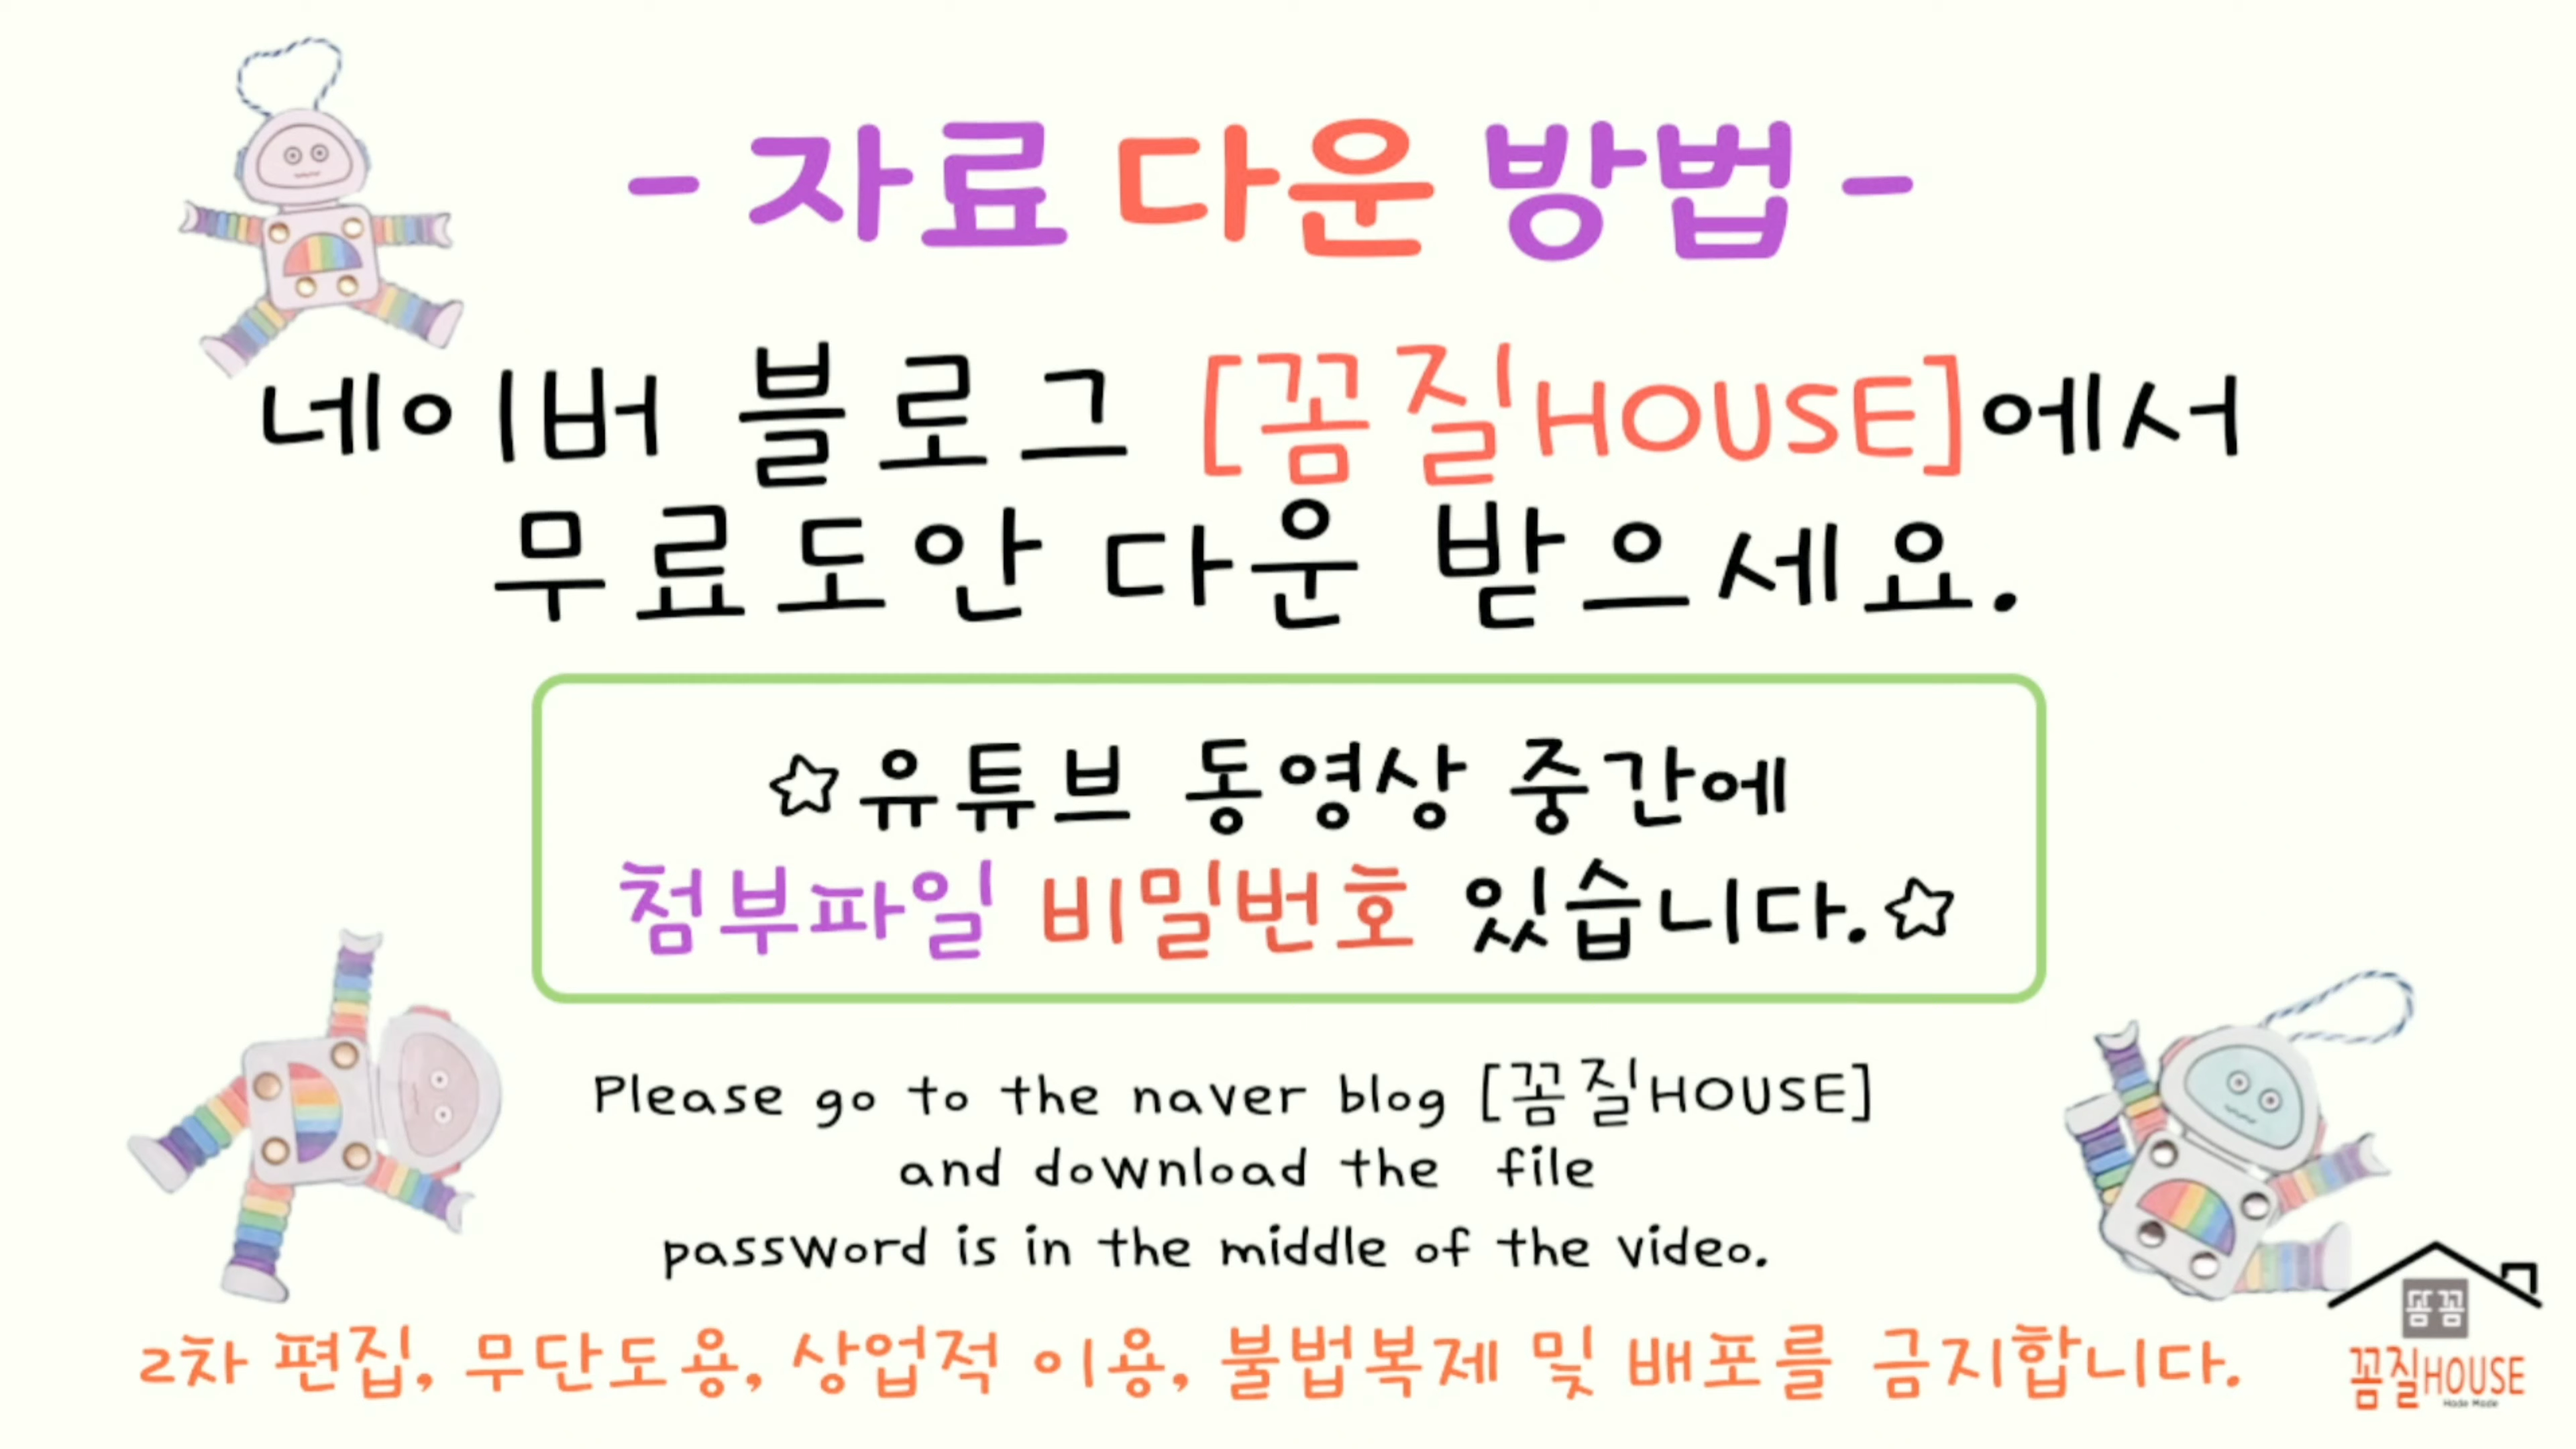 - 자료 다운 방법 -
네이버 블로그 [꼼질HOUSE]에서
무료도안 다운 받으세요.
☆유튜브 동영상 중간에
첨부파일 비밀번호 있습니다.☆
Please go to the naver blog [꼼질HOUSE]
and download the file
password is in the middle of the video.
2차 편집, 무단도용, 상업적 이용, 불법복제 및 배포를 금지합니다.
똠꼼
꼼질HOUSE
Hade Made